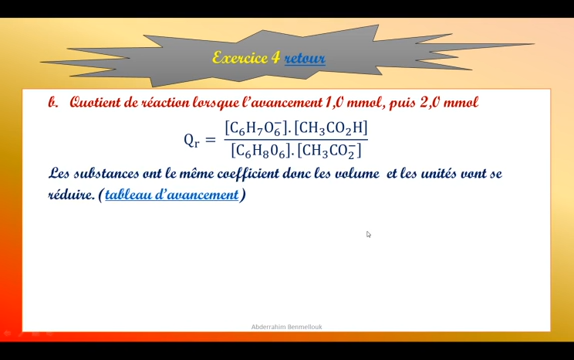 Exercice 4 retour
b. Quotient de réaction lorsque l'avancement 1,0 mmol, puis 2,0 mmol
Qr = [C₆H₇O₆⁻].[CH₃CO₂H] / [C₆H₈O₆].[CH₃CO₂⁻]
Les substances ont le même coefficient donc les volume et les unités vont se
réduire. (tableau d'avancement)
Abderrahim Benmellouk